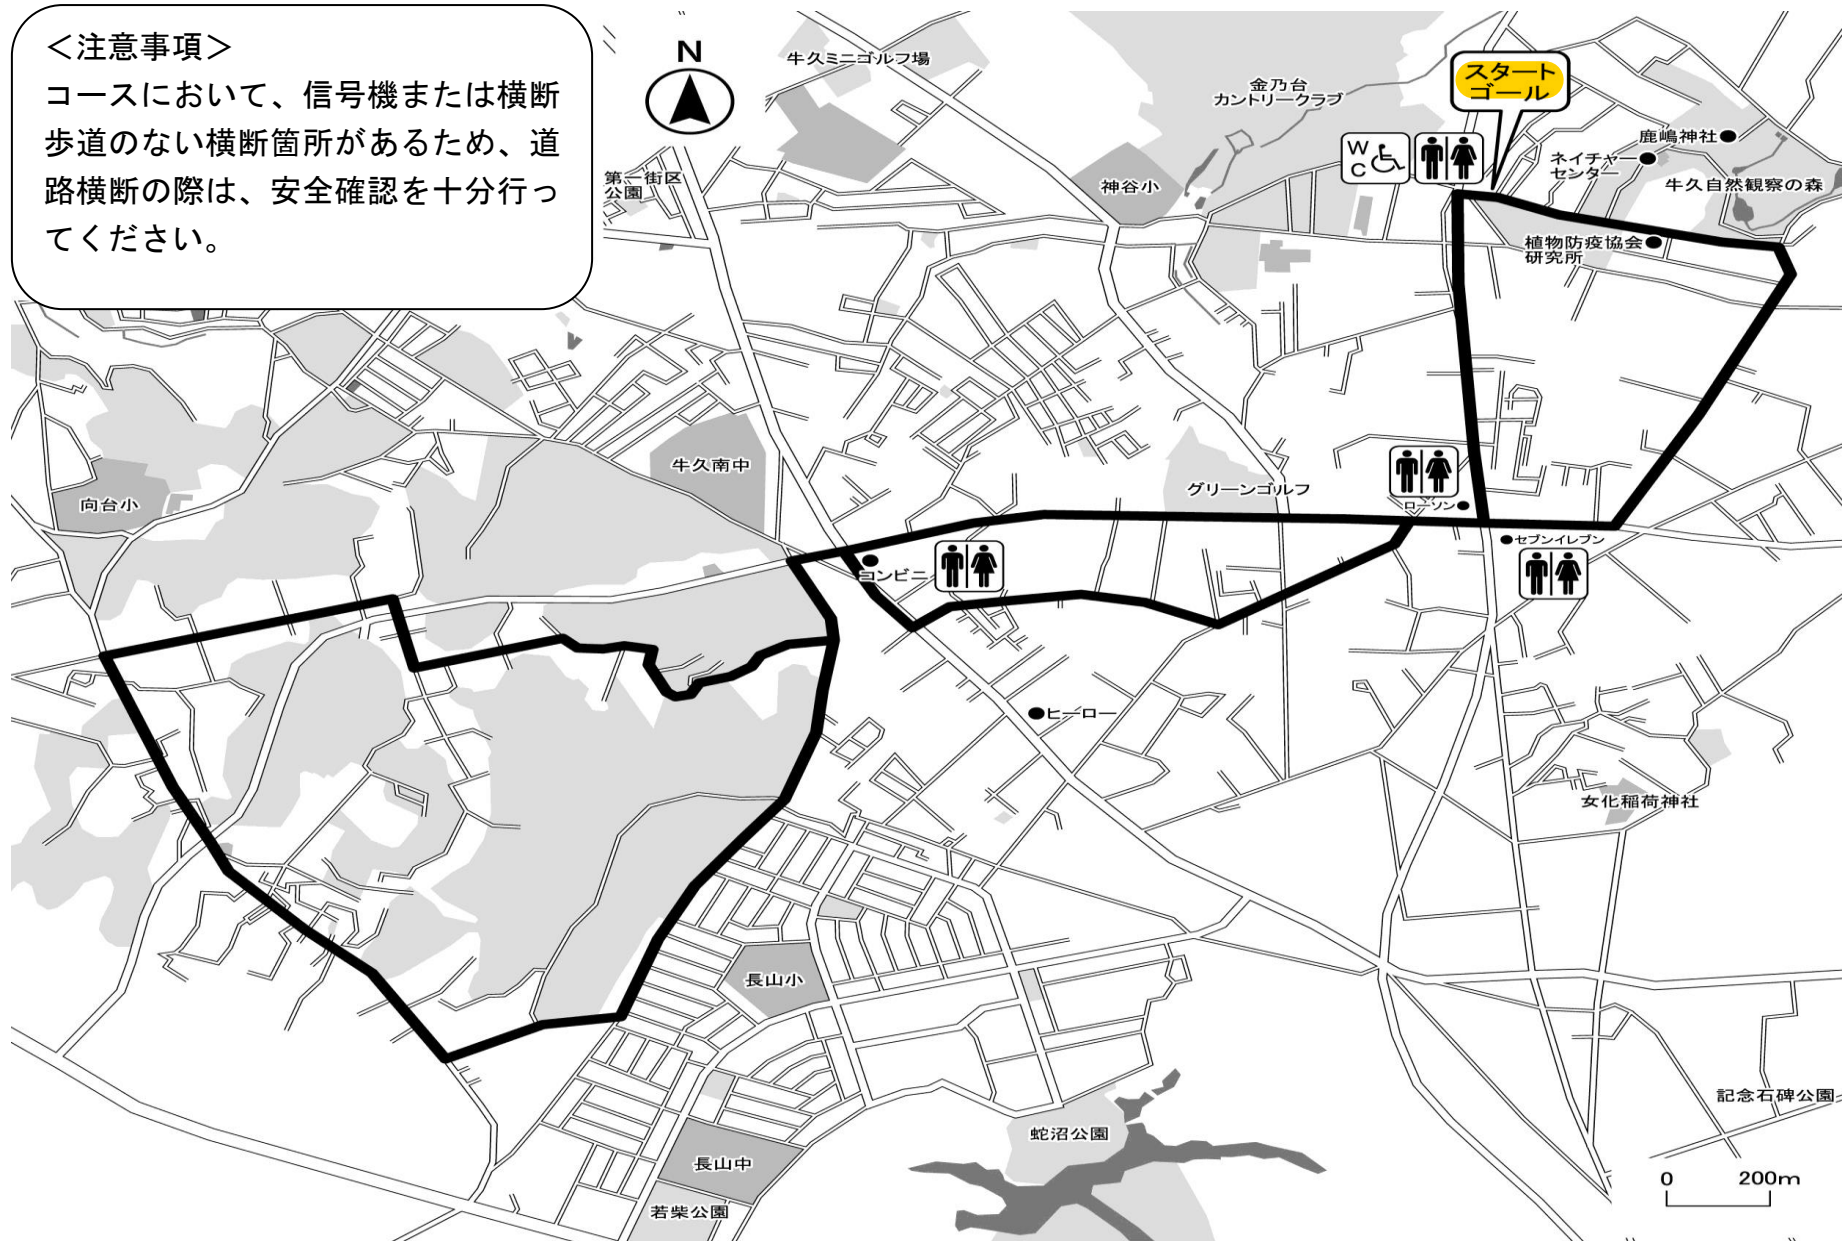 ＜注意事項＞
コースにおいて、信号機または横断
歩道のない横断箇所があるため、道
路横断の際は、安全確認を十分行っ
てください。
N
牛久ミニゴルフ場
金乃台
カントリークラブ
スタート
ゴール
W
C
鹿嶋神社
ネイチャー
センター
牛久自然観察の森
第一街区
公園
神谷小
植物防疫協会
研究所
牛久南中
向台小
グリーンゴルフ
ローソン
セブンイレブン
コンビニ
ヒーロー
女化稲荷神社
長山小
記念石碑公園
蛇沼公園
長山中
若柴公園
0
200m